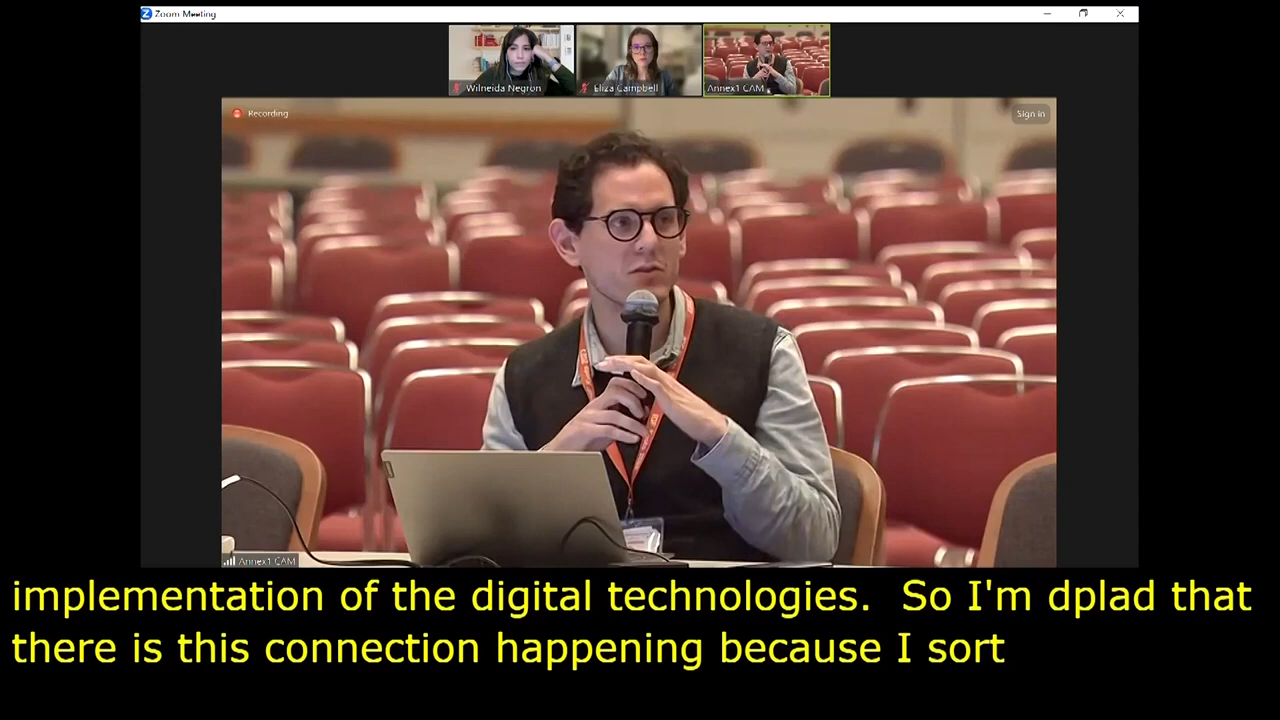 Zoom Meeting
Wilneida Negron
Eliza Campbell
Annex1 CAM
Recording
Sign in
Annex1 CAM
implementation of the digital technologies.  So I'm dplad that
there is this connection happening because I sort